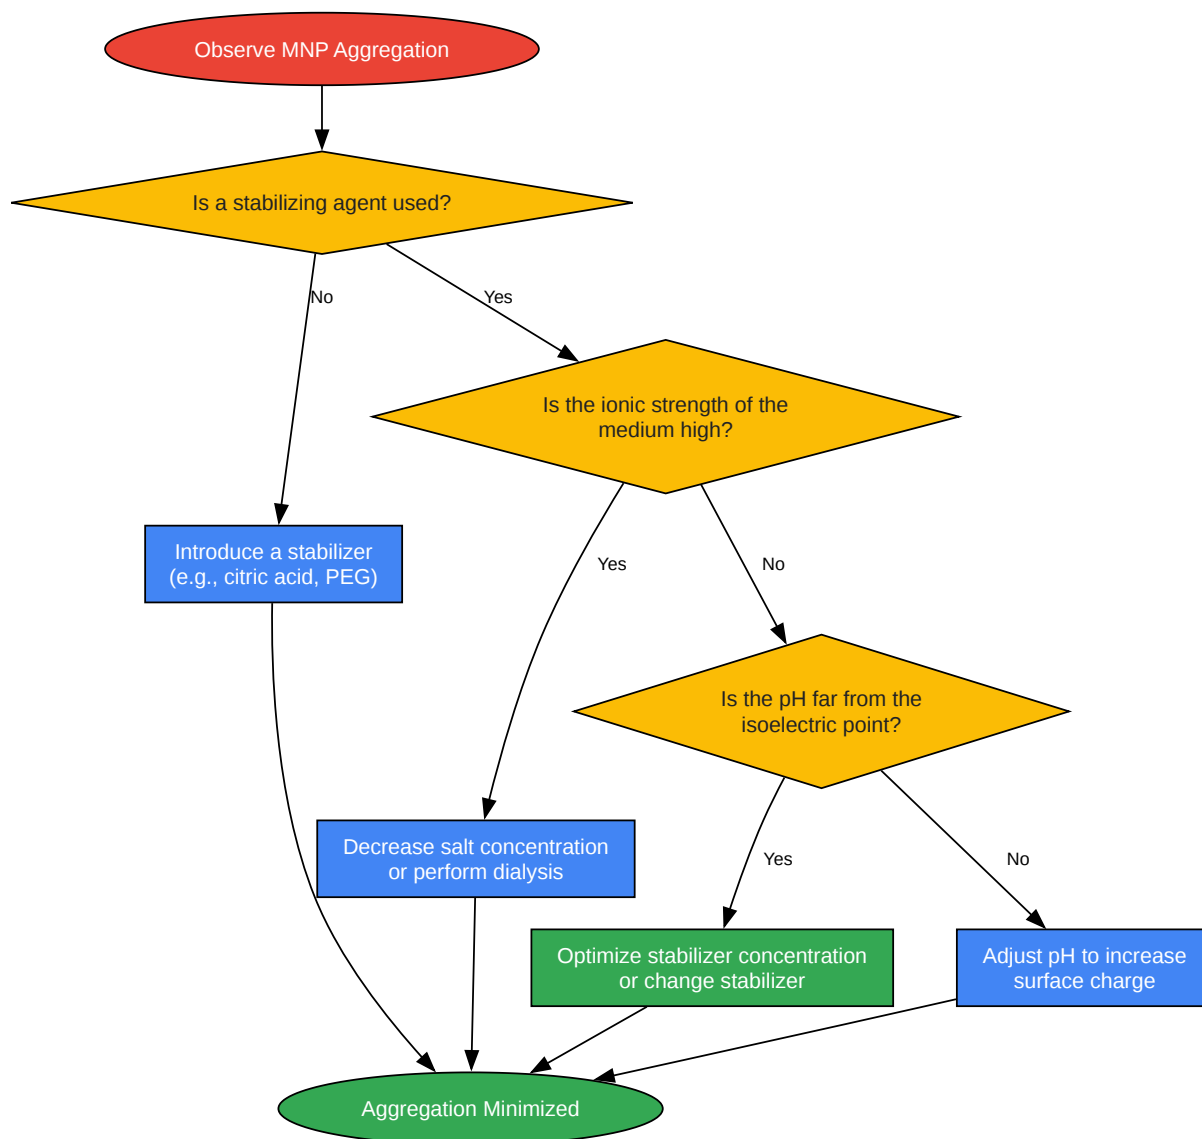 Observe MNP Aggregation
Is a stabilizing agent used?
No
Yes
Is the ionic strength of the
medium high?
Introduce a stabilizer
(e.g., citric acid, PEG)
Yes
No
Is the pH far from the
isoelectric point?
Decrease salt concentration
or perform dialysis
Yes
No
Optimize stabilizer concentration
or change stabilizer
Adjust pH to increase
surface charge
Aggregation Minimized